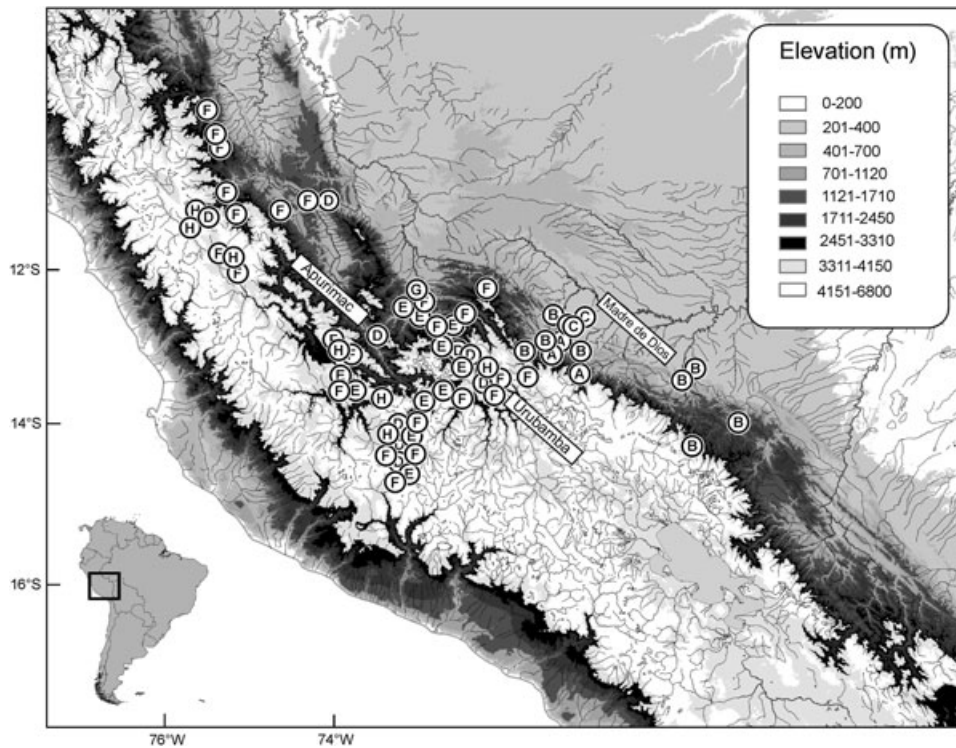 Elevation (m)
0-200
201-400
401-700
701-1120
1121-1710
1711-2450
2451-3310
3311-4150
4151-6800
F
F
F
F
F
D
H
D
F
F
H
F
H
F
12°S
Apurimac
G
E
F
E
F
F
E
F
D
E
D
H
E
H
D
F
F
E
F
E
H
F
F
F
E
H
Madre de Dios
B
C
C
A
B
A
B
B
A
F
B
B
B
B
Urubamba
14°S
F
H
E
F
F
E
F
16°S
76°W
74°W